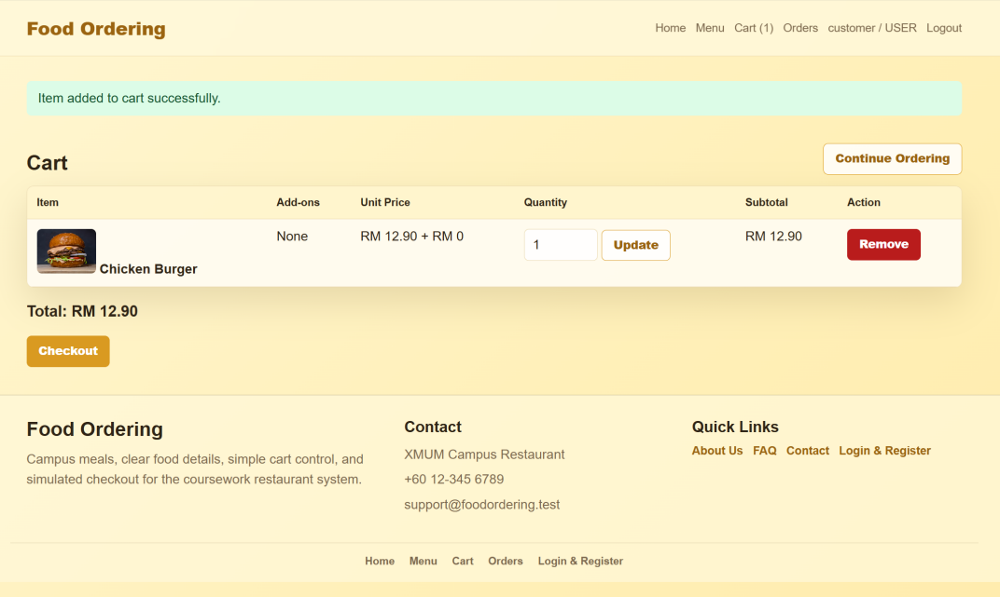 Food Ordering
Home Menu Cart (1) Orders customer / USER Logout
Item added to cart successfully.
Cart
Continue Ordering
Item Add-ons Unit Price Quantity Subtotal Action
Chicken Burger None RM 12.90 + RM 0 1 Update RM 12.90 Remove
Total: RM 12.90
Checkout
Food Ordering
Campus meals, clear food details, simple cart control, and
simulated checkout for the coursework restaurant system.
Contact
XMUM Campus Restaurant
+60 12-345 6789
support@foodordering.test
Quick Links
About Us FAQ Contact Login & Register
Home Menu Cart Orders Login & Register